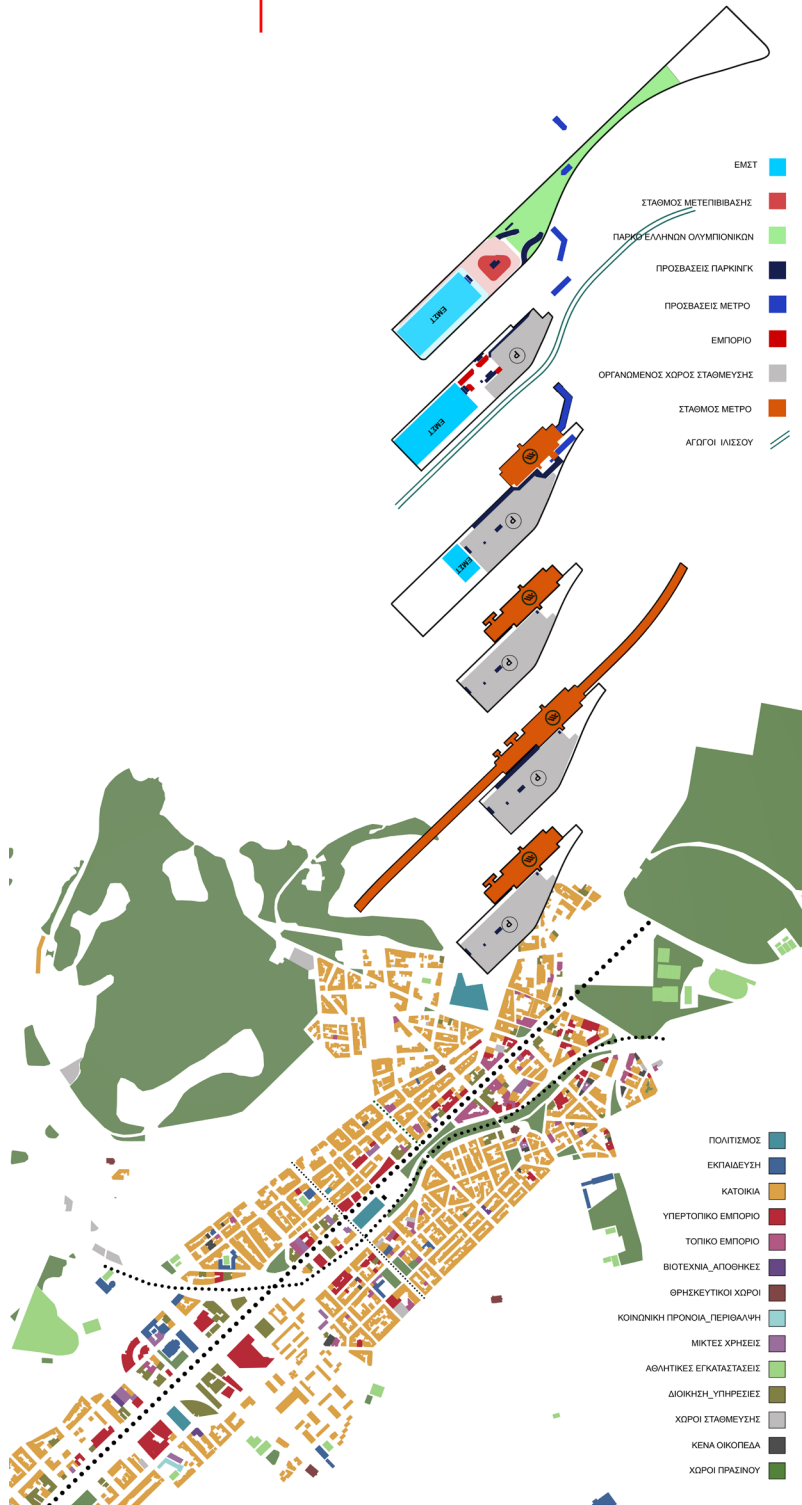 ΕΜΣΤ
ΣΤΑΘΜΟΣ ΜΕΤΕΠΙΒΙΒΑΣΗΣ
ΠΑΡΚΟ ΕΛΛΗΝΩΝ ΟΛΥΜΠΙΟΝΙΚΩΝ
ΠΡΟΣΒΑΣΕΙΣ ΠΑΡΚΙΝΓΚ
ΠΡΟΣΒΑΣΕΙΣ ΜΕΤΡΟ
ΕΜΠΟΡΙΟ
ΟΡΓΑΝΩΜΕΝΟΣ ΧΩΡΟΣ ΣΤΑΘΜΕΥΣΗΣ
ΣΤΑΘΜΟΣ ΜΕΤΡΟ
ΑΓΩΓΟΙ ΙΛΙΣΣΟΥ
ΕΜΣΤ
ΕΜΣΤ
P
ΕΜΣΤ
P
P
P
P
ΠΟΛΙΤΙΣΜΟΣ
ΕΚΠΑΙΔΕΥΣΗ
ΚΑΤΟΙΚΙΑ
ΥΠΕΡΤΟΠΙΚΟ ΕΜΠΟΡΙΟ
ΤΟΠΙΚΟ ΕΜΠΟΡΙΟ
ΒΙΟΤΕΧΝΙΑ_ΑΠΟΘΗΚΕΣ
ΘΡΗΣΚΕΥΤΙΚΟΙ ΧΩΡΟΙ
ΚΟΙΝΩΝΙΚΗ ΠΡΟΝΟΙΑ_ΠΕΡΙΘΑΛΨΗ
ΜΙΚΤΕΣ ΧΡΗΣΕΙΣ
ΑΘΛΗΤΙΚΕΣ ΕΓΚΑΤΑΣΤΑΣΕΙΣ
ΔΙΟΙΚΗΣΗ_ΥΠΗΡΕΣΙΕΣ
ΧΩΡΟΙ ΣΤΑΘΜΕΥΣΗΣ
ΚΕΝΑ ΟΙΚΟΠΕΔΑ
ΧΩΡΟΙ ΠΡΑΣΙΝΟΥ